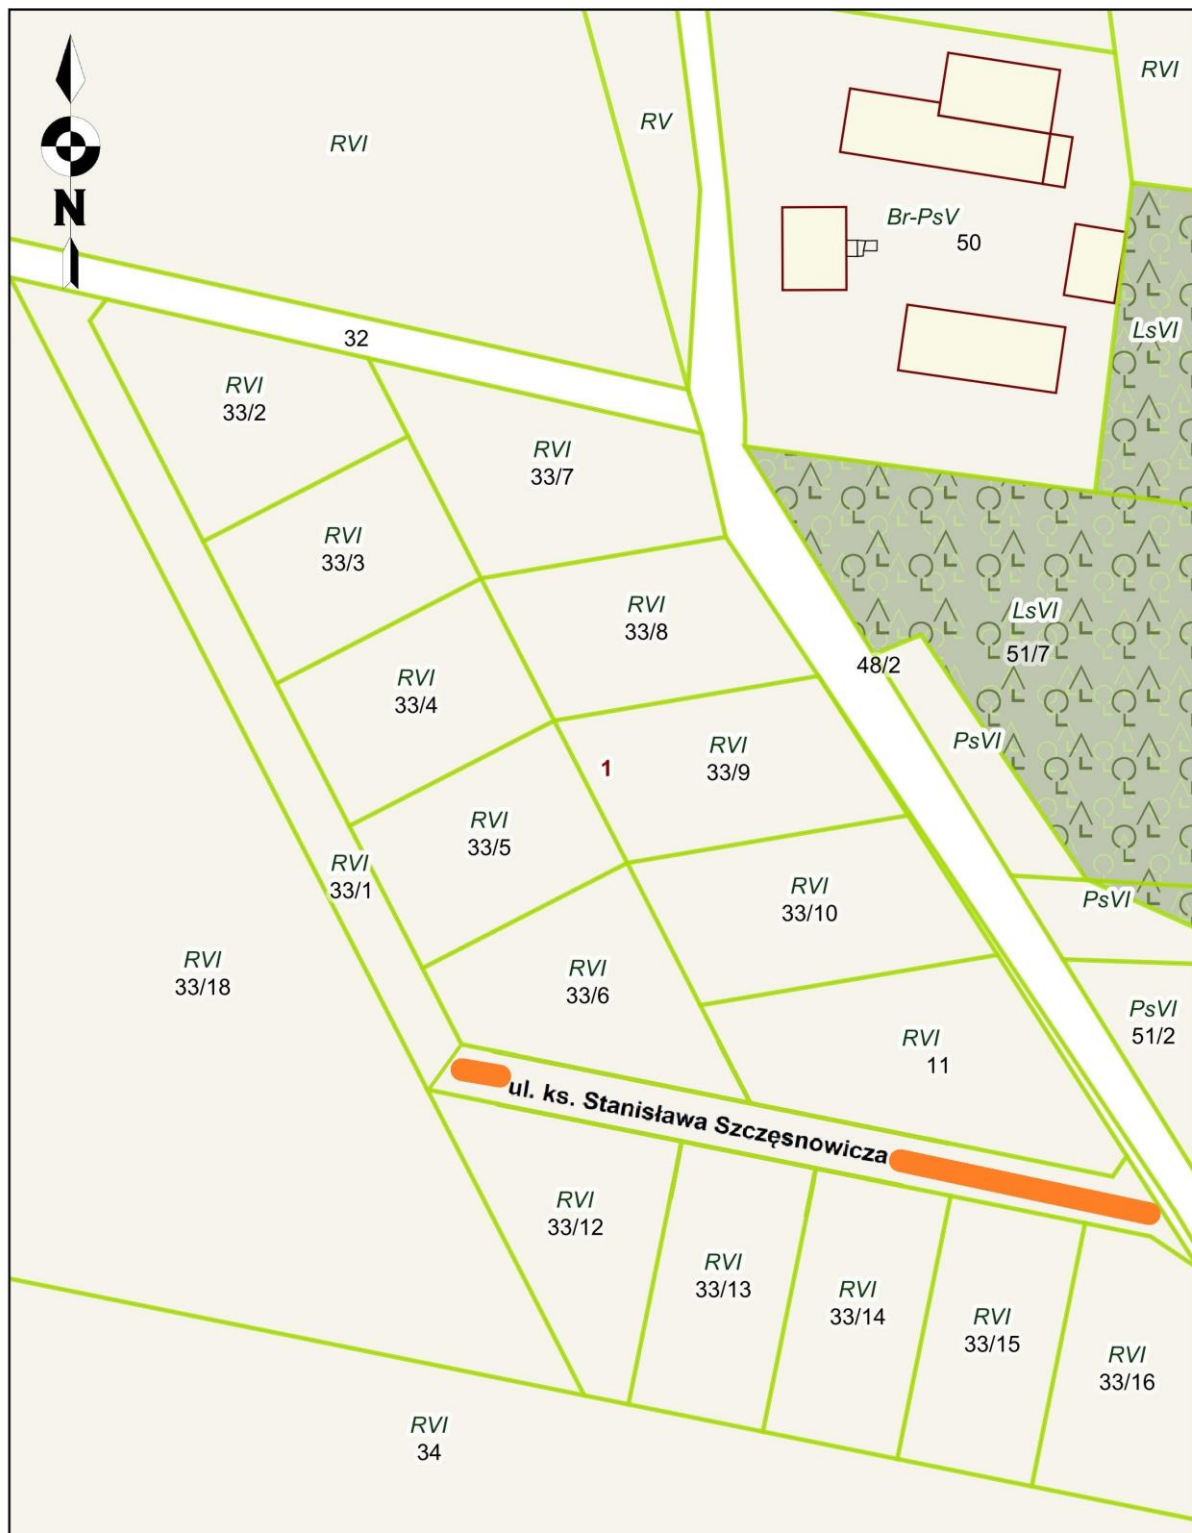 RVI
RV
RVI
N
Br-PsV
50
32
LsVI
RVI
33/2
RVI
33/7
RVI
33/3
RVI
33/8
LsVI
51/7
48/2
RVI
33/4
PsVI
RVI
33/9
1
RVI
33/5
RVI
33/1
RVI
33/10
PsVI
RVI
33/18
RVI
33/6
PsVI
51/2
RVI
11
ul. ks. Stanisława Szczęsnowicza
RVI
33/12
RVI
33/13
RVI
33/14
RVI
33/15
RVI
33/16
RVI
34